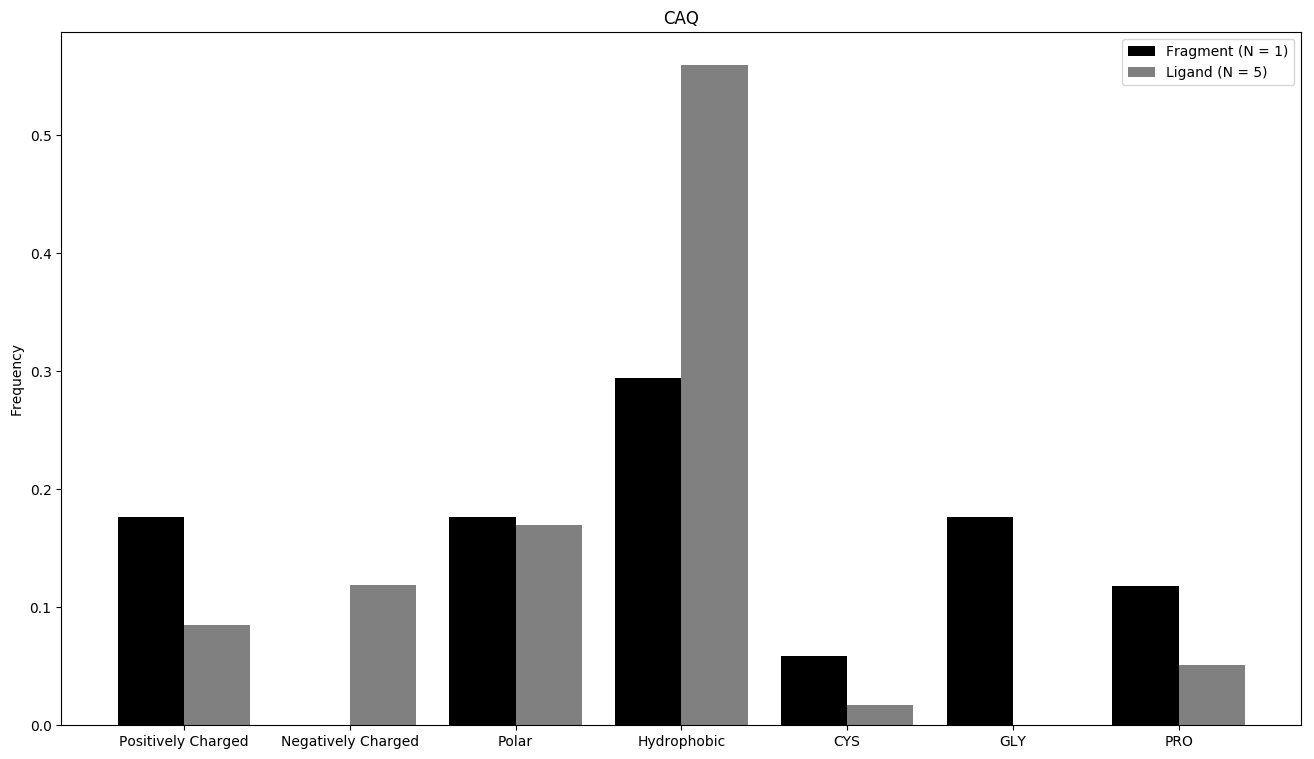 CAQ
Fragment (N = 1)
Ligand (N = 5)
Frequency
0.5
0.4
0.3
0.2
0.1
0.0
Positively Charged
Negatively Charged
Polar
Hydrophobic
CYS
GLY
PRO